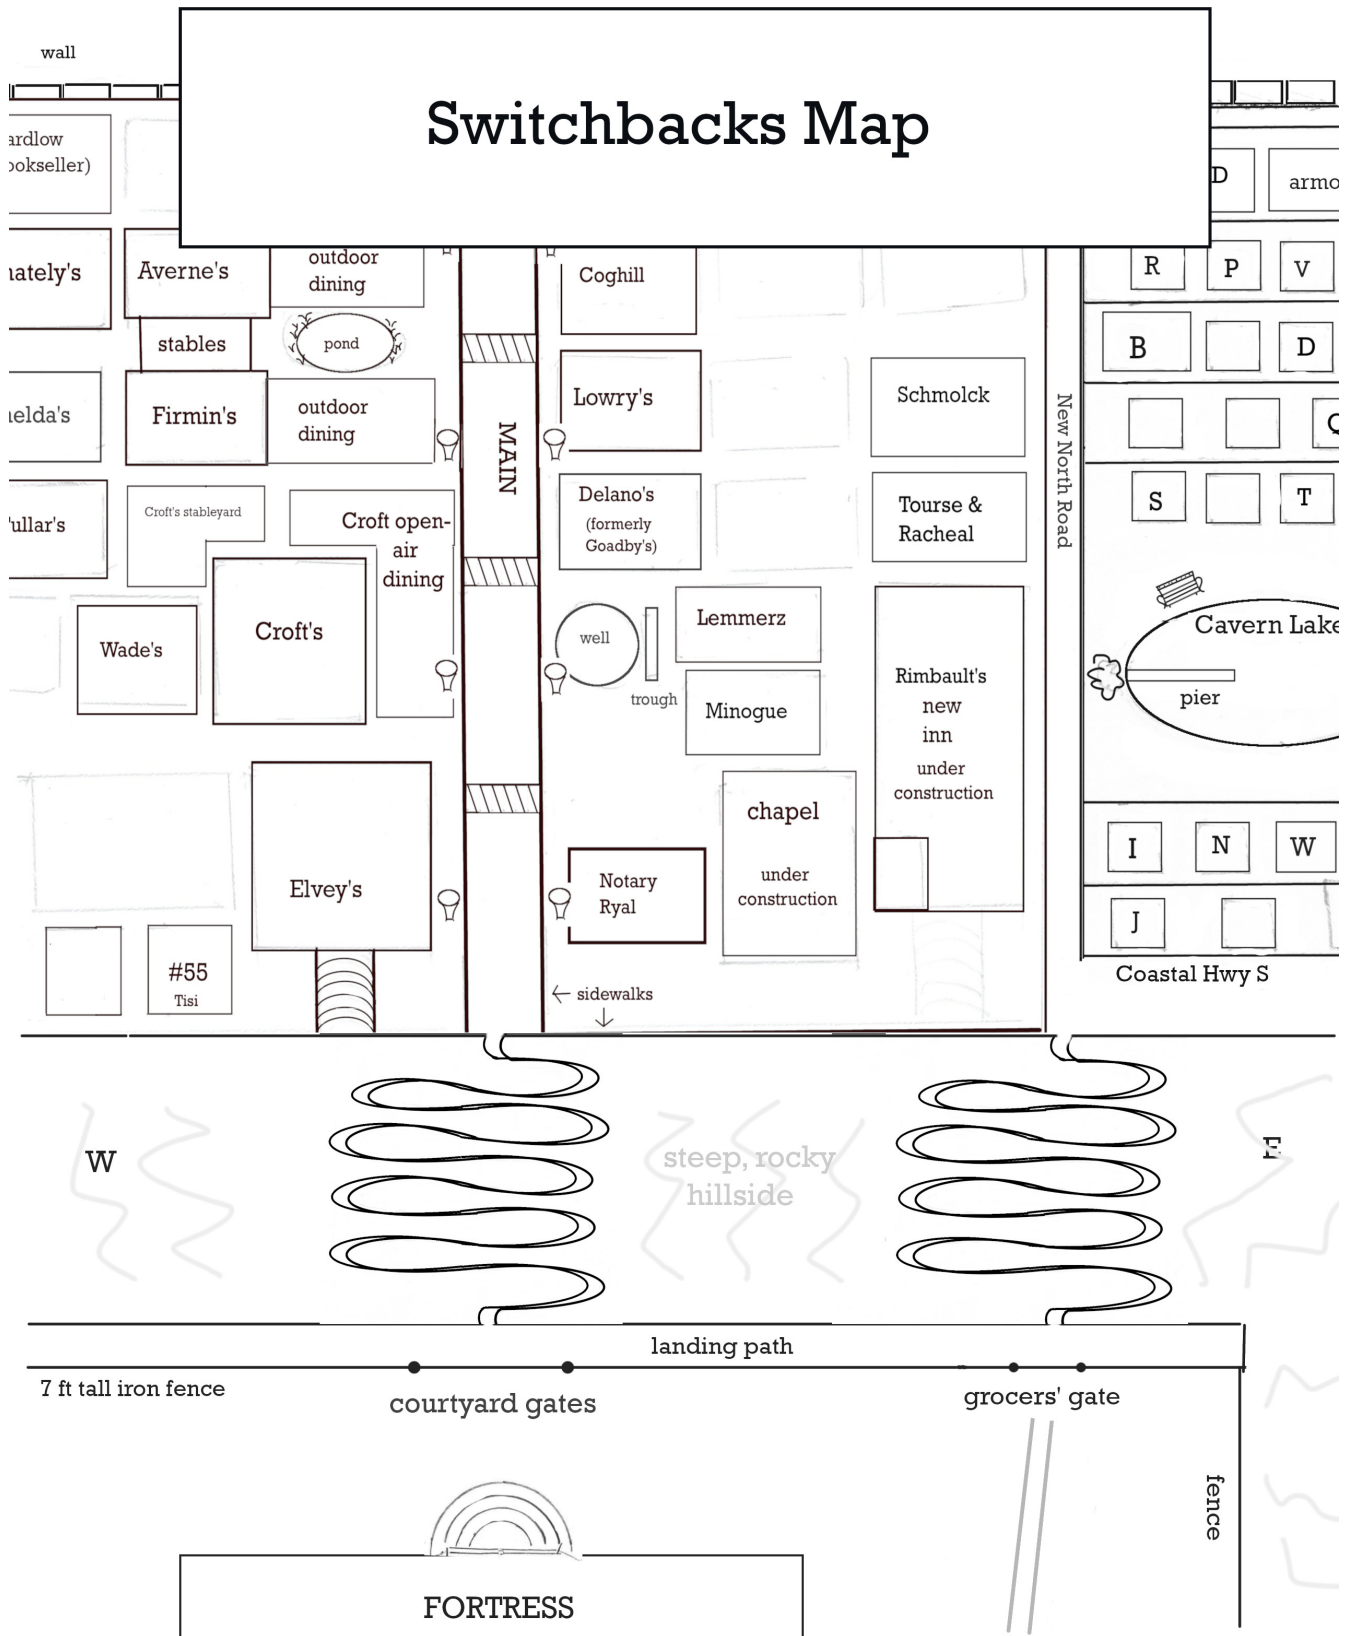 wall
Switchbacks Map
ardlow
ookseller)
D
armo
nately's
Averne's
outdoor
dining
Coghill
R
P
V
stables
pond
B
D
elda's
Firmin's
outdoor
dining
MAIN
Lowry's
Schmolck
New North Road
Q
ullar's
Croft's stableyard
Croft open-
air
dining
Delano's
(formerly
Goadby's)
Tourse &
Racheal
S
T
Wade's
Croft's
well
trough
Lemmerz
Minogue
Rimbault's
new
inn
under
construction
Cavern Lake
pier
Elvey's
Notary
Ryal
chapel
under
construction
I
N
W
J
#55
Tisi
← sidewalks
↓
Coastal Hwy S
W
steep, rocky
hillside
E
landing path
7 ft tall iron fence
courtyard gates
grocers' gate
fence
FORTRESS